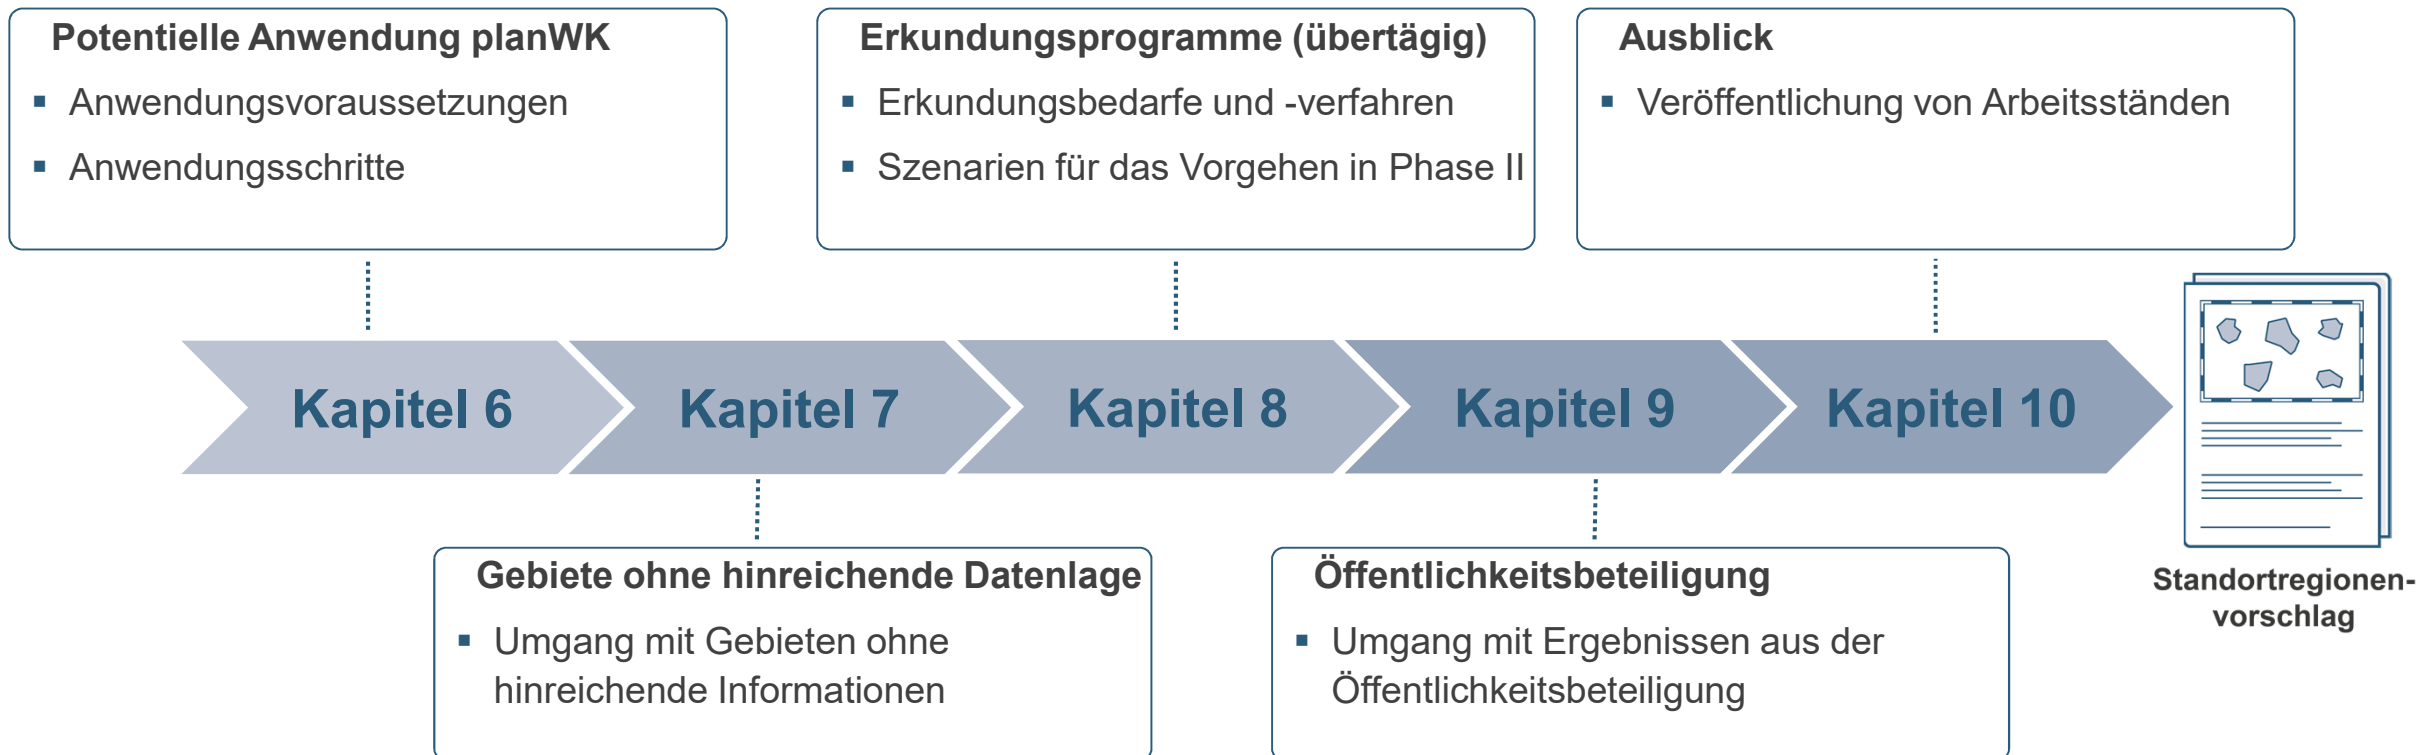 Potentielle Anwendung planWK
▪ Anwendungsvoraussetzungen
▪ Anwendungsschritte
Erkundungsprogramme (übertägig)
▪ Erkundungsbedarfe und -verfahren
▪ Szenarien für das Vorgehen in Phase II
Ausblick
▪ Veröffentlichung von Arbeitsständen
Kapitel 6
Kapitel 7
Kapitel 8
Kapitel 9
Kapitel 10
Standortregionen-
vorschlag
Gebiete ohne hinreichende Datenlage
▪ Umgang mit Gebieten ohne
hinreichende Informationen
Öffentlichkeitsbeteiligung
▪ Umgang mit Ergebnissen aus der
Öffentlichkeitsbeteiligung